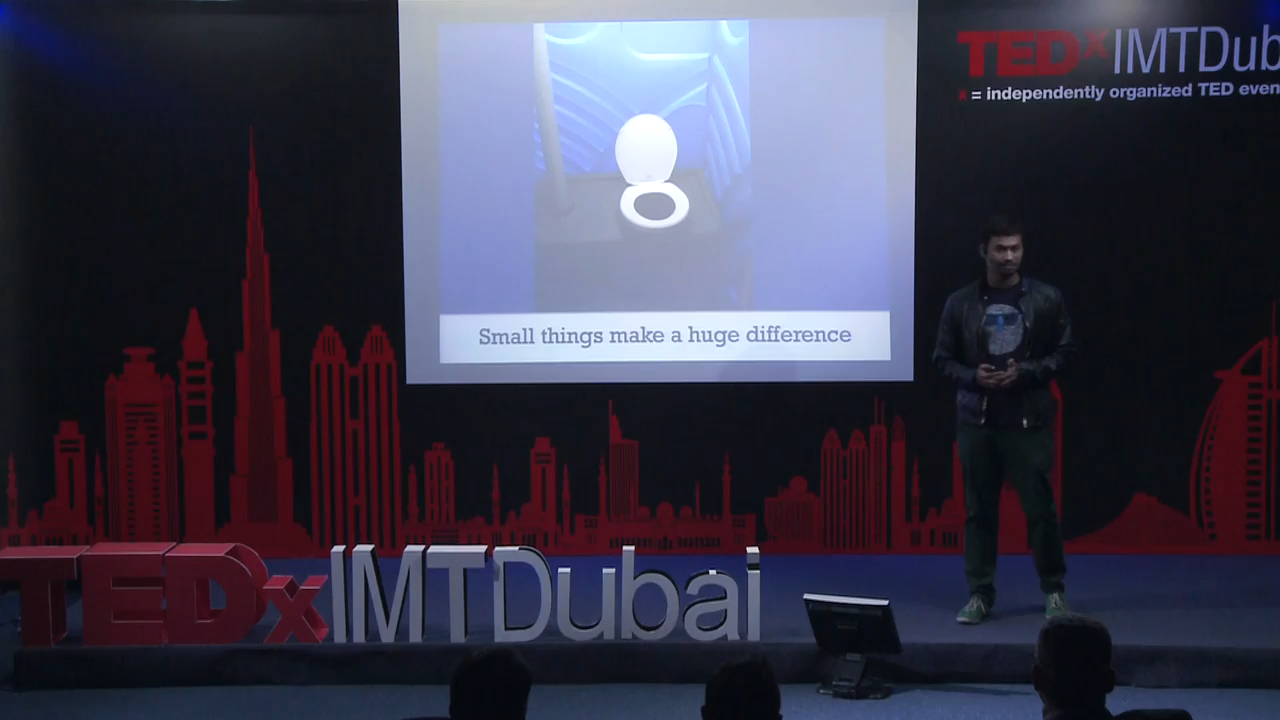 TEDxIMTDub
x = independently organized TED even
Small things make a huge difference
TEDxIMTDubai